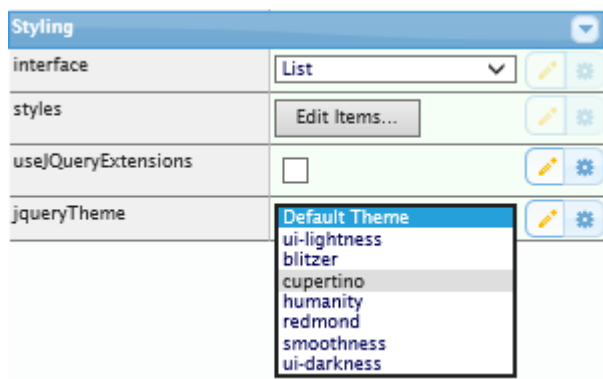 Styling
interface
List
styles
Edit Items...
useJQueryExtensions
jqueryTheme
Default Theme
ui-lightness
blitzer
cupertino
humanity
redmond
smoothness
ui-darkness